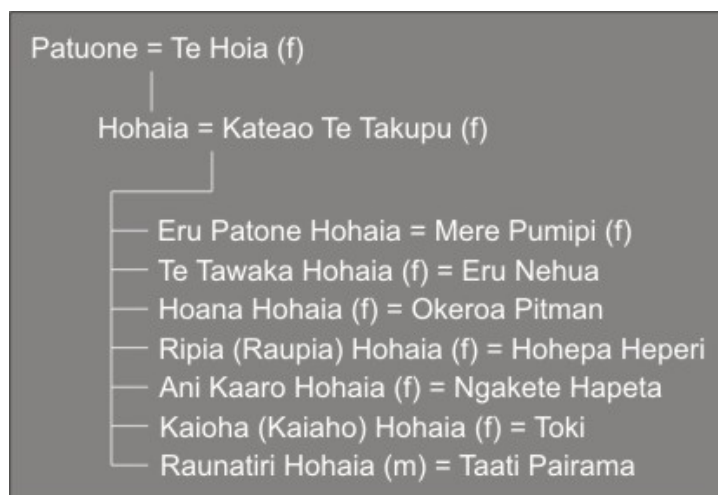 Patuone = Te Hoia (f)
Hohaia = Kateao Te Takupu (f)
Eru Patone Hohaia = Mere Pumipi (f)
Te Tawaka Hohaia (f) = Eru Nehua
Hoana Hohaia (f) = Okeroa Pitman
Ripia (Raupia) Hohaia (f) = Hohepa Heperi
Ani Kaaro Hohaia (f) = Ngakete Hapeta
Kaioha (Kaiaho) Hohaia (f) = Toki
Raunatiri Hohaia (m) = Taati Pairama